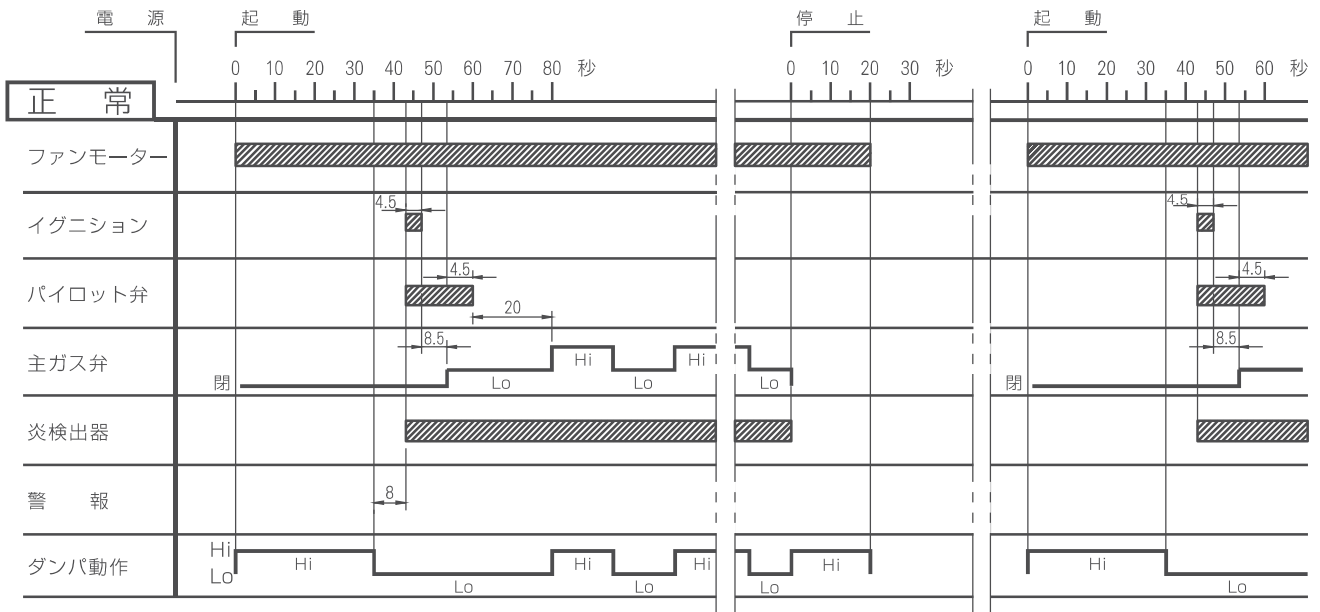 電 源 起 動 停 止 起 動
0 10 20 30 40 50 60 70 80 秒 0 10 20 30 秒 0 10 20 30 40 50 60 秒
正 常
ファンモーター
4.5 4.5
イグニション
4.5 4.5
パイロット弁
20
8.5 8.5
主ガス弁 Hi Hi
閉 Lo Lo Lo 閉
炎検出器
8
警 報
Hi
ダンパ動作 Hi Hi Hi Hi Hi
Lo Lo Lo Lo Lo